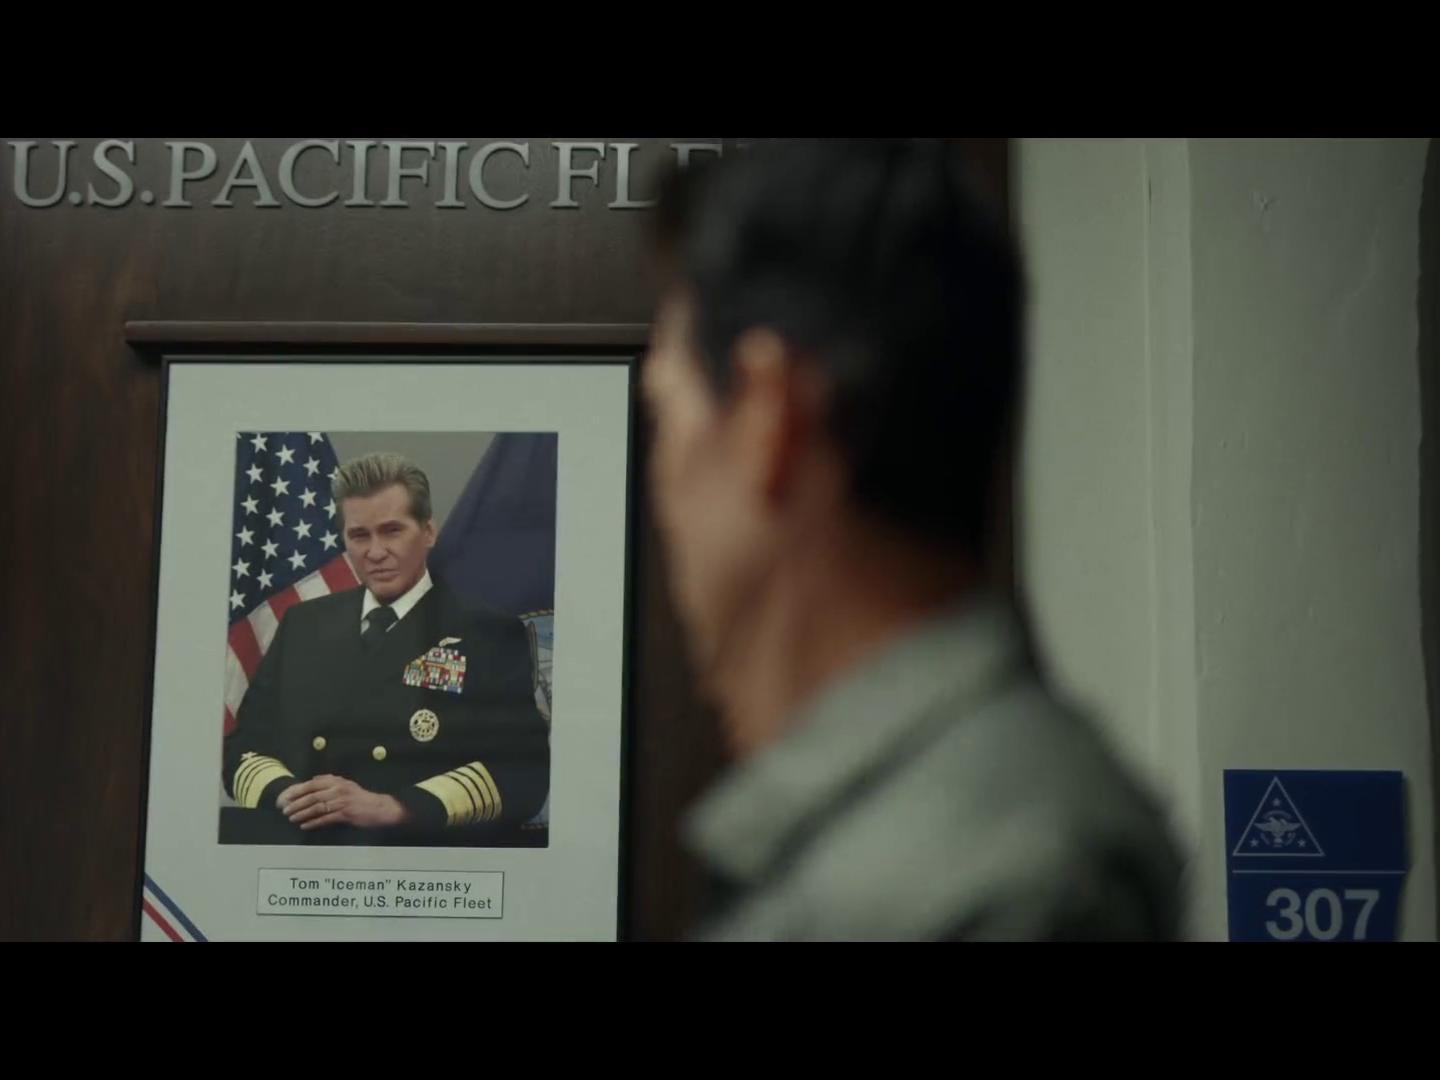 U.S. PACIFIC FLE
Tom "Iceman" Kazansky
Commander, U.S. Pacific Fleet
307